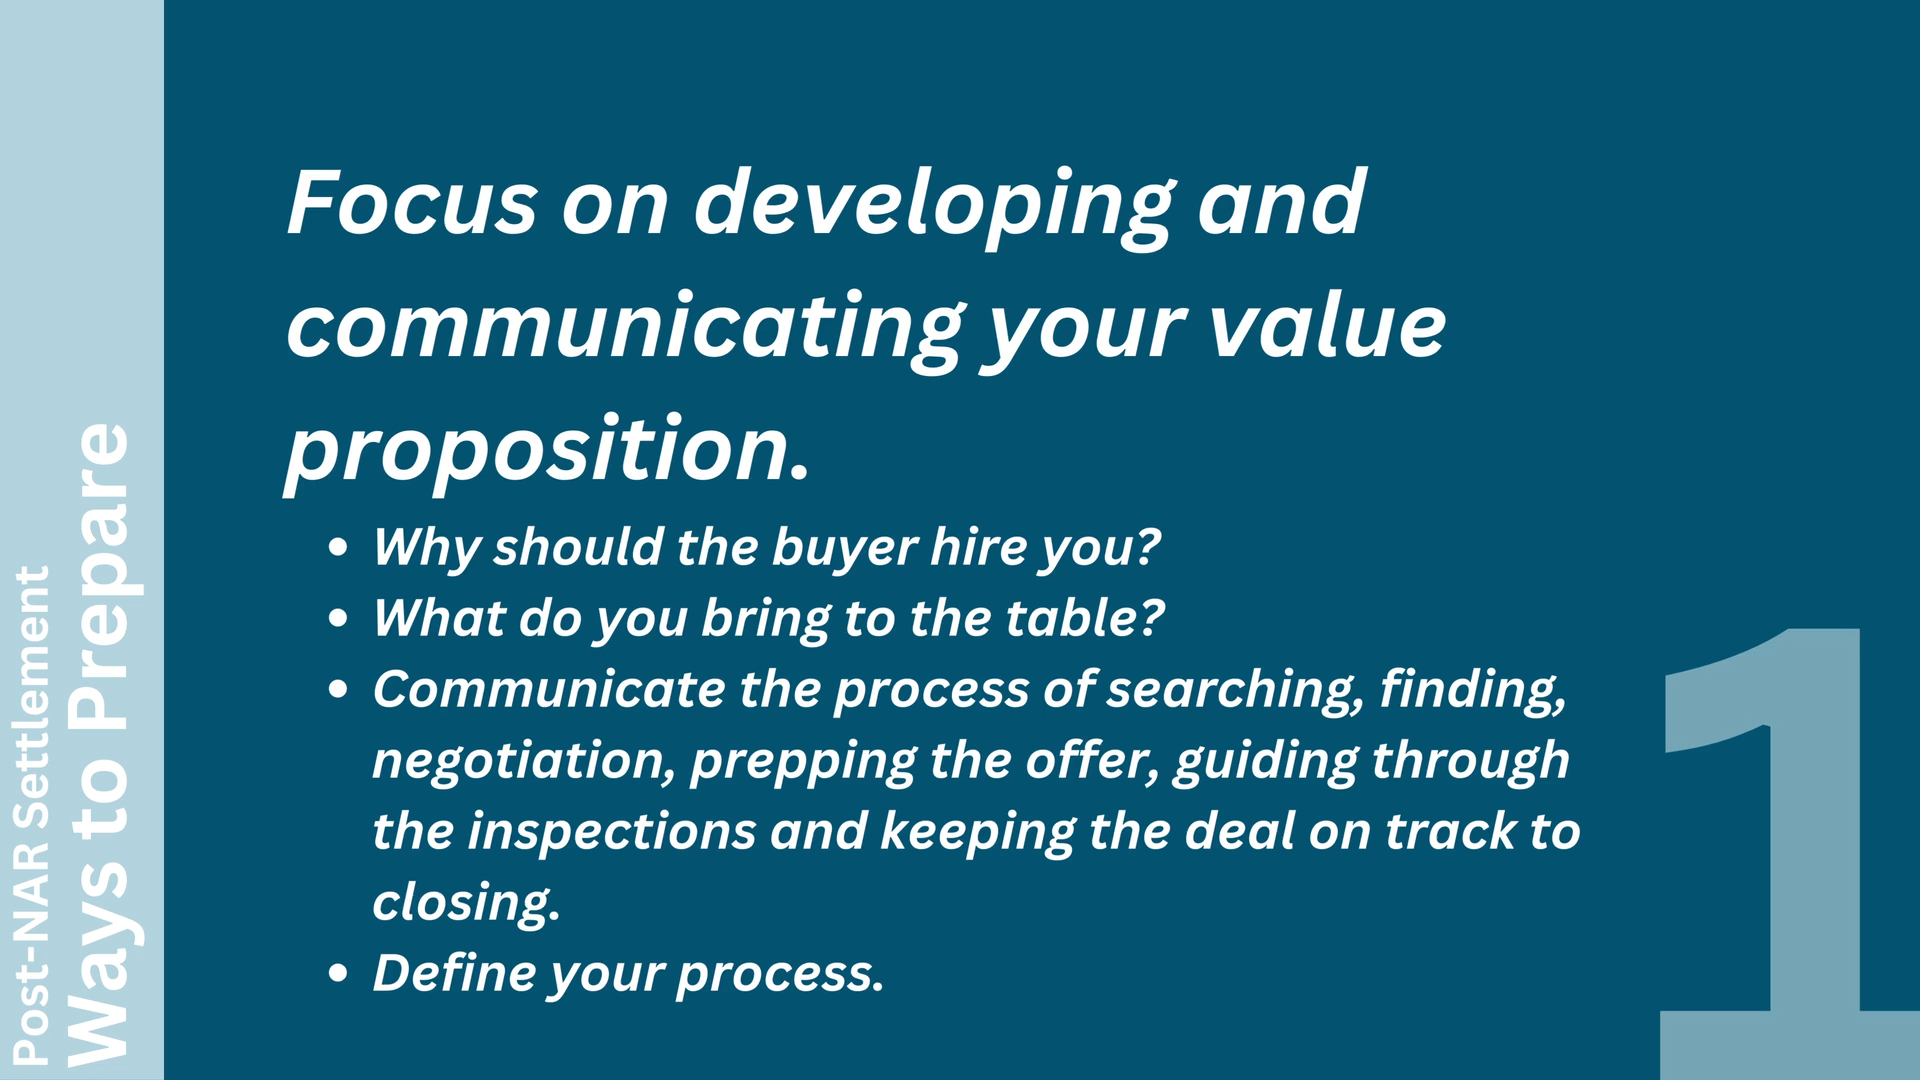 Post-NAR Settlement
Ways to Prepare
Focus on developing and
communicating your value
proposition.
• Why should the buyer hire you?
• What do you bring to the table?
• Communicate the process of searching, finding,
negotiation, prepping the offer, guiding through
the inspections and keeping the deal on track to
closing.
• Define your process.
1